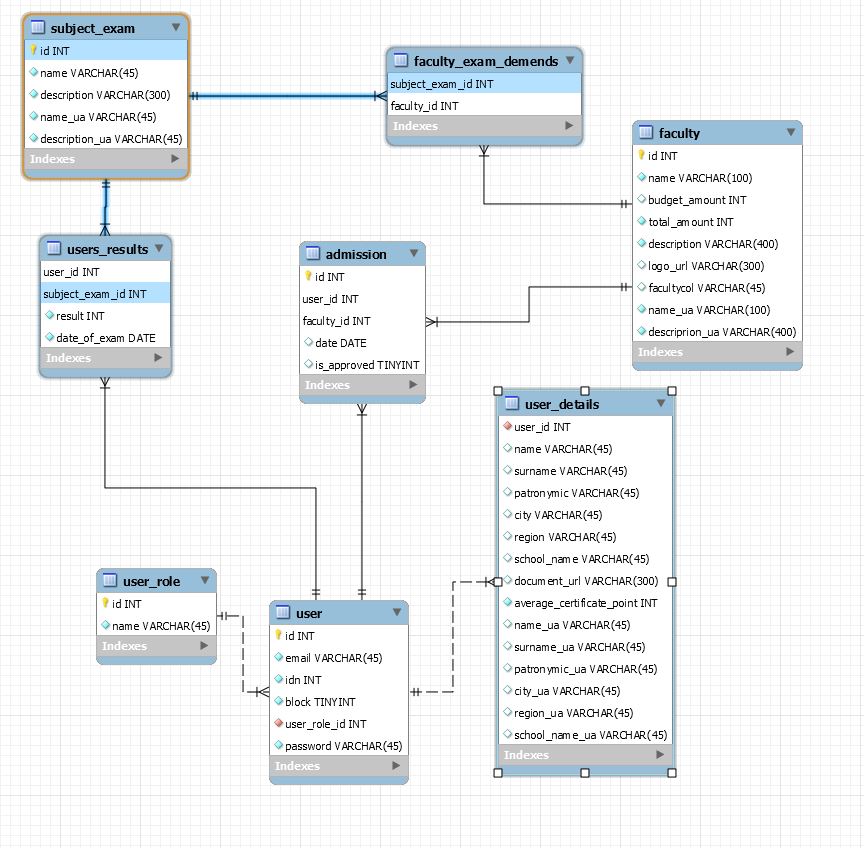 subject_exam
id INT
name VARCHAR(45)
description VARCHAR(300)
name_ua VARCHAR(45)
description_ua VARCHAR(45)
Indexes
faculty_exam_demends
subject_exam_id INT
faculty_id INT
Indexes
faculty
id INT
name VARCHAR(100)
budget_amount INT
total_amount INT
description VARCHAR(400)
logo_url VARCHAR(300)
facultycol VARCHAR(45)
name_ua VARCHAR(100)
descriprion_ua VARCHAR(400)
Indexes
users_results
user_id INT
subject_exam_id INT
result INT
date_of_exam DATE
Indexes
admission
id INT
user_id INT
faculty_id INT
date DATE
is_approved TINYINT
Indexes
user_details
user_id INT
name VARCHAR(45)
surname VARCHAR(45)
patronymic VARCHAR(45)
city VARCHAR(45)
region VARCHAR(45)
school_name VARCHAR(45)
document_url VARCHAR(300)
average_certificate_point INT
name_ua VARCHAR(45)
surname_ua VARCHAR(45)
patronymic_ua VARCHAR(45)
city_ua VARCHAR(45)
region_ua VARCHAR(45)
school_name_ua VARCHAR(45)
Indexes
user_role
id INT
name VARCHAR(45)
Indexes
user
id INT
email VARCHAR(45)
idn INT
block TINYINT
user_role_id INT
password VARCHAR(45)
Indexes